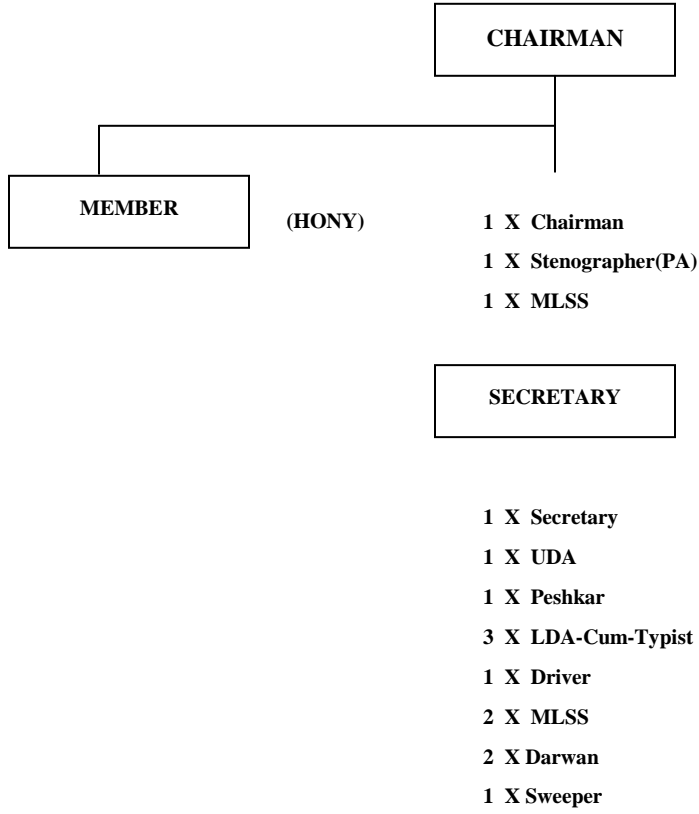 CHAIRMAN
MEMBER
(HONY)
1 X Chairman
1 X Stenographer(PA)
1 X MLSS
SECRETARY
1 X Secretary
1 X UDA
1 X Peshkar
3 X LDA-Cum-Typist
1 X Driver
2 X MLSS
2 X Darwan
1 X Sweeper